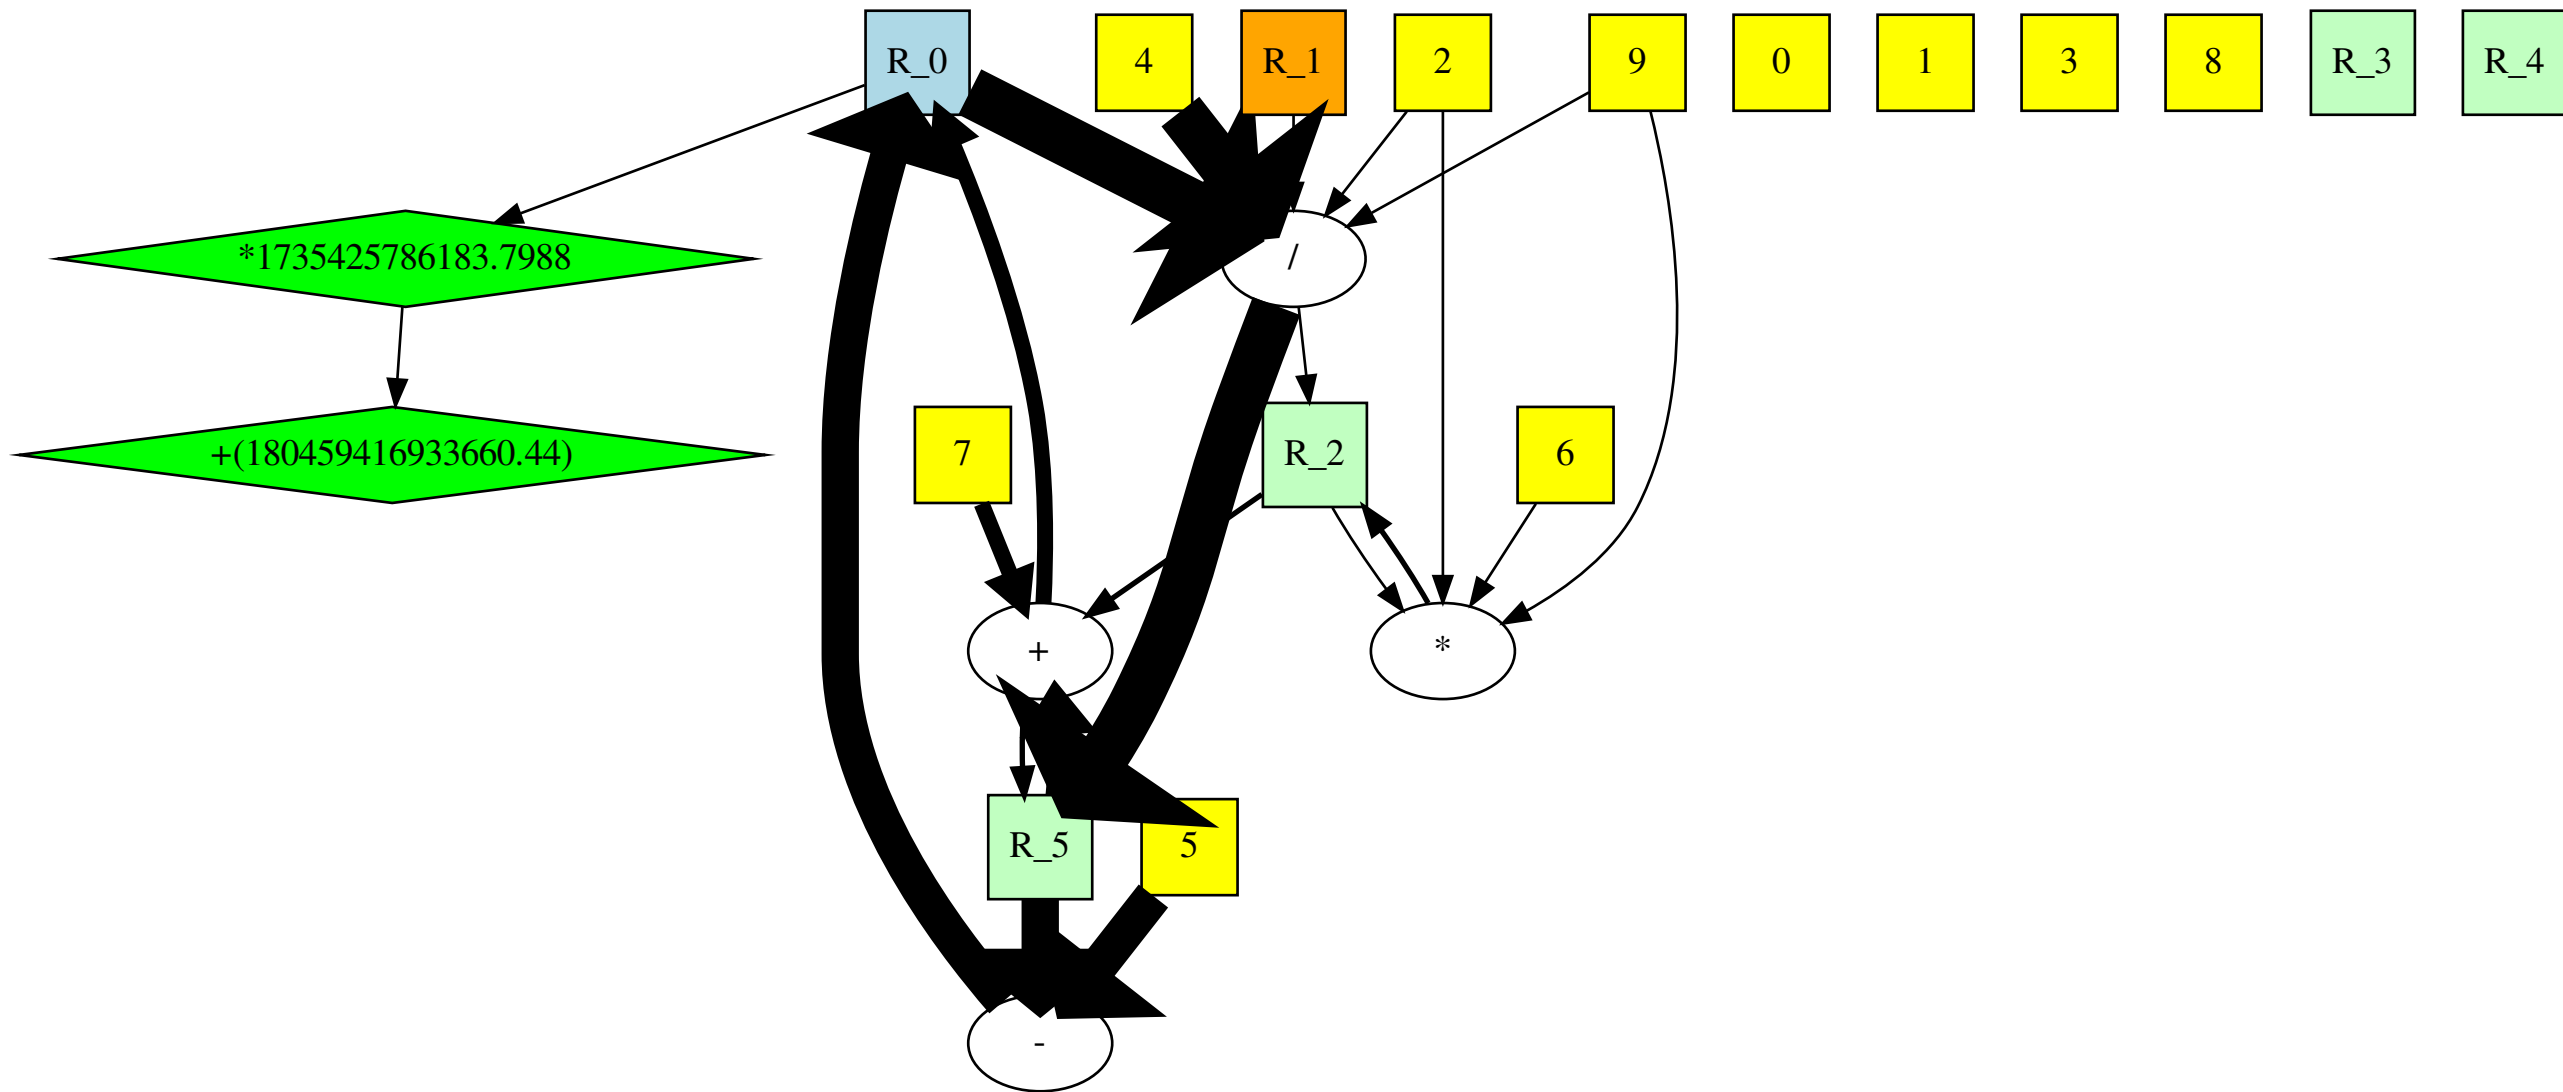 R_0
4
R_1
2
9
0
1
3
8
R_3
R_4
*1735425786183.7988
/
+(180459416933660.44)
7
R_2
6
+
*
R_5
5
-